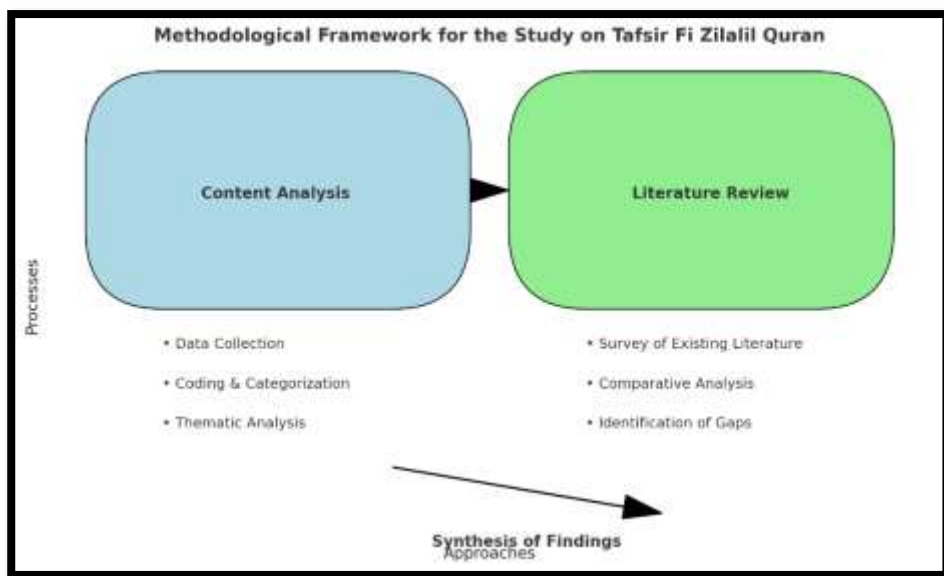 Methodological Framework for the Study on Tafsir Fi Zilalil Quran
Content Analysis
Literature Review
Processes
• Data Collection
• Coding & Categorization
• Thematic Analysis
• Survey of Existing Literature
• Comparative Analysis
• Identification of Gaps
Synthesis of Findings
Approaches